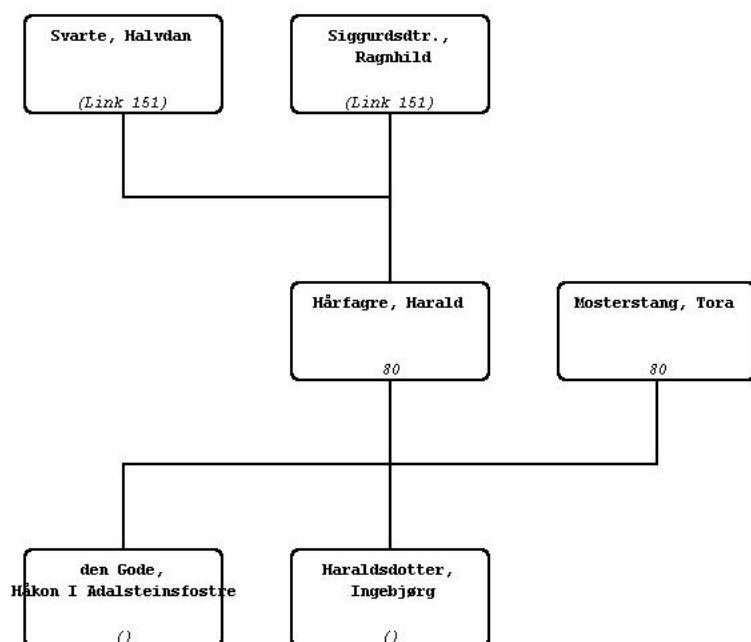 Svarte, Halvdan
(Link 151)
Siggurdsdtr.,
Ragnhild
(Link 151)
Hårfagre, Harald
80
Mosterstang, Tora
80
den Gode,
Håkon I Adalsteinsfostre
()
Haraldsdotter,
Ingebjørg
()